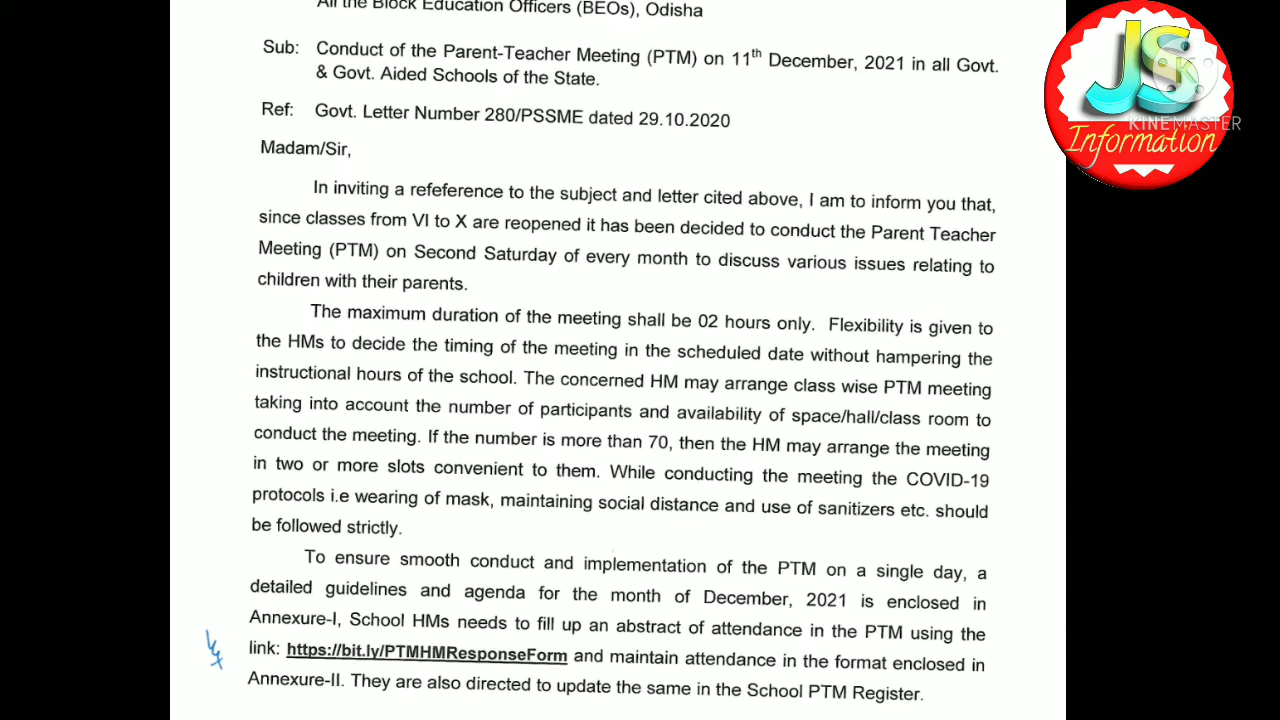 All the Block Education Officers (BEOs), Odisha
Sub: Conduct of the Parent-Teacher Meeting (PTM) on 11th December, 2021 in all Govt.
& Govt. Aided Schools of the State.
Ref: Govt. Letter Number 280/PSSME dated 29.10.2020
Madam/Sir,
In inviting a refeference to the subject and letter cited above, I am to inform you that,
since classes from VI to X are reopened it has been decided to conduct the Parent Teacher
Meeting (PTM) on Second Saturday of every month to discuss various issues relating to
children with their parents.
The maximum duration of the meeting shall be 02 hours only. Flexibility is given to
the HMs to decide the timing of the meeting in the scheduled date without hampering the
instructional hours of the school. The concerned HM may arrange class wise PTM meeting
taking into account the number of participants and availability of space/hall/class room to
conduct the meeting. If the number is more than 70, then the HM may arrange the meeting
in two or more slots convenient to them. While conducting the meeting the COVID-19
protocols i.e wearing of mask, maintaining social distance and use of sanitizers etc. should
be followed strictly.
To ensure smooth conduct and implementation of the PTM on a single day, a
detailed guidelines and agenda for the month of December, 2021 is enclosed in
Annexure-I, School HMs needs to fill up an abstract of attendance in the PTM using the
link: https://bit.ly/PTMHMResponseForm and maintain attendance in the format enclosed in
Annexure-II. They are also directed to update the same in the School PTM Register.
JS
K
KINEMASTER
Information